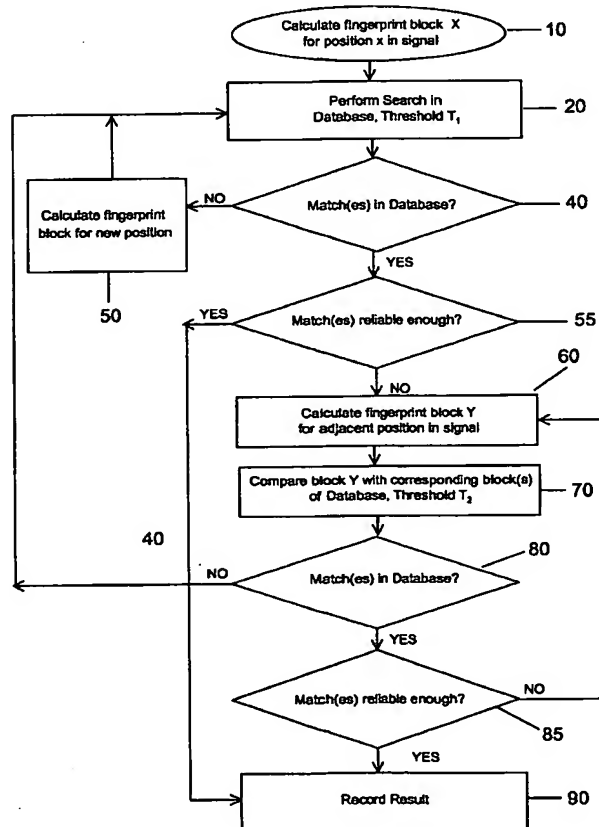 Calculate fingerprint block X
for position x in signal
10
Perform Search in
Database, Threshold T₁
20
NO
Match(es) in Database?
40
Calculate fingerprint
block for new position
50
YES
YES
Match(es) reliable enough?
55
NO
60
Calculate fingerprint block Y
for adjacent position in signal
Compare block Y with corresponding block(s)
of Database, Threshold T₂
70
40
80
NO
Match(es) in Database?
YES
Match(es) reliable enough?
NO
85
YES
Record Result
90